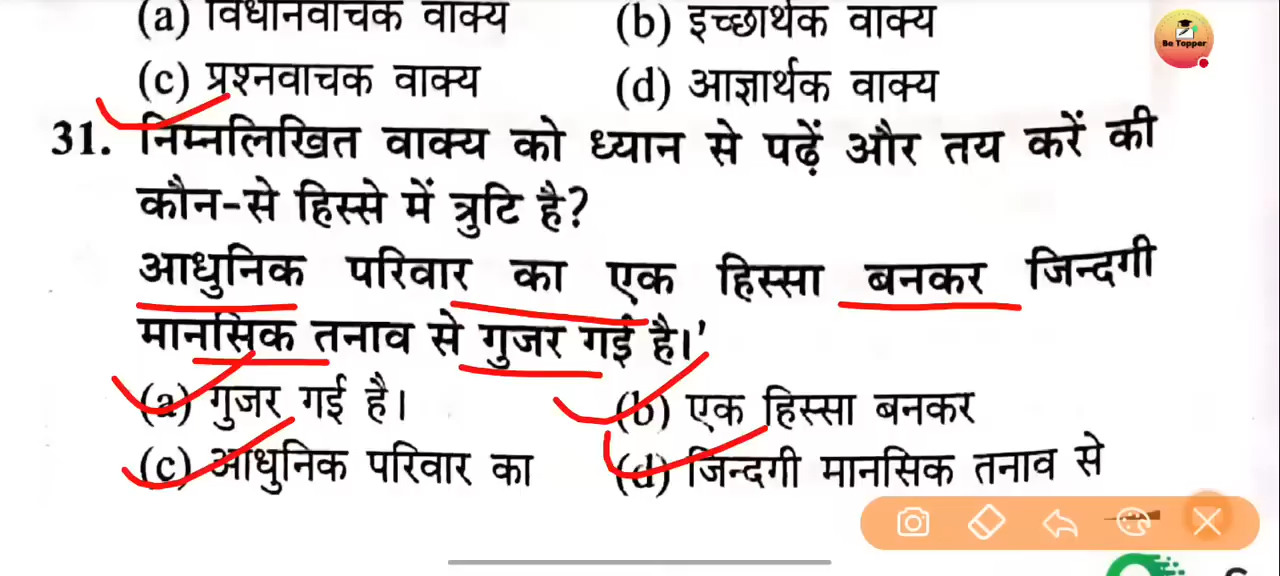 (a) विधानवाचक वाक्य (b) इच्छार्थक वाक्य
Be Topper
(c) प्रश्नवाचक वाक्य (d) आज्ञार्थक वाक्य
31. निम्नलिखित वाक्य को ध्यान से पढ़ें और तय करें की
कौन-से हिस्से में त्रुटि है?
आधुनिक परिवार का एक हिस्सा बनकर जिन्दगी
मानसिक तनाव से गुजर गई है।'
(a) गुजर गई है। (b) एक हिस्सा बनकर
(c) आधुनिक परिवार का (d) जिन्दगी मानसिक तनाव से